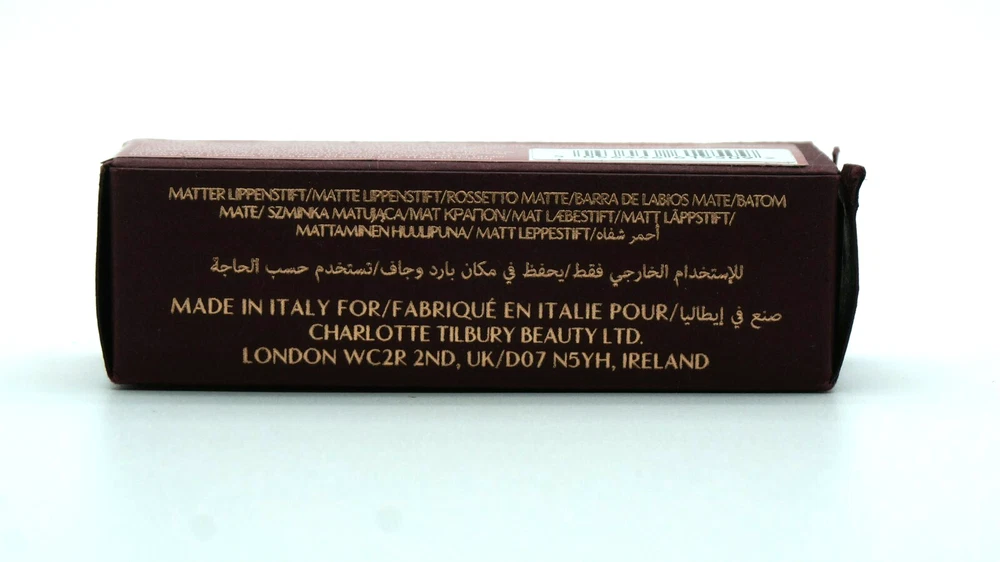 MATTER LIPPENSTIFT/MATTE LIPPENSTIFT/ROSSETTO MATTE/BARRA DE LABIOS MATE/BATOM
MATE/ SZMINKA MATUJĄCA/MAT КРАПОП/MAT LÆBESTIFT/MATT LÄPPSTIFT/
MATTAMINEN HUULIPUNA/ MATT LEPPESTIFT/أحمر شفاه
للإستخدام الخارجي فقط/يحفظ في مكان بارد وجاف/تستخدم حسب الحاجة
MADE IN ITALY FOR/FABRIQUÉ EN ITALIE POUR/صنع في إيطاليا
CHARLOTTE TILBURY BEAUTY LTD.
LONDON WC2R 2ND, UK/D07 N5YH, IRELAND